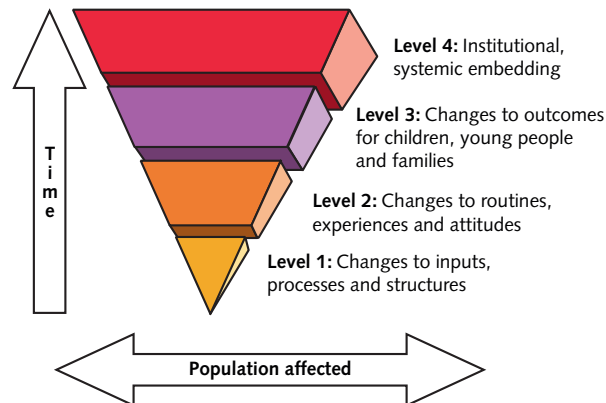 Level 4: Institutional,
systemic embedding
Level 3: Changes to outcomes
for children, young people
and families
Time
Level 2: Changes to routines,
experiences and attitudes
Level 1: Changes to inputs,
processes and structures
Population affected